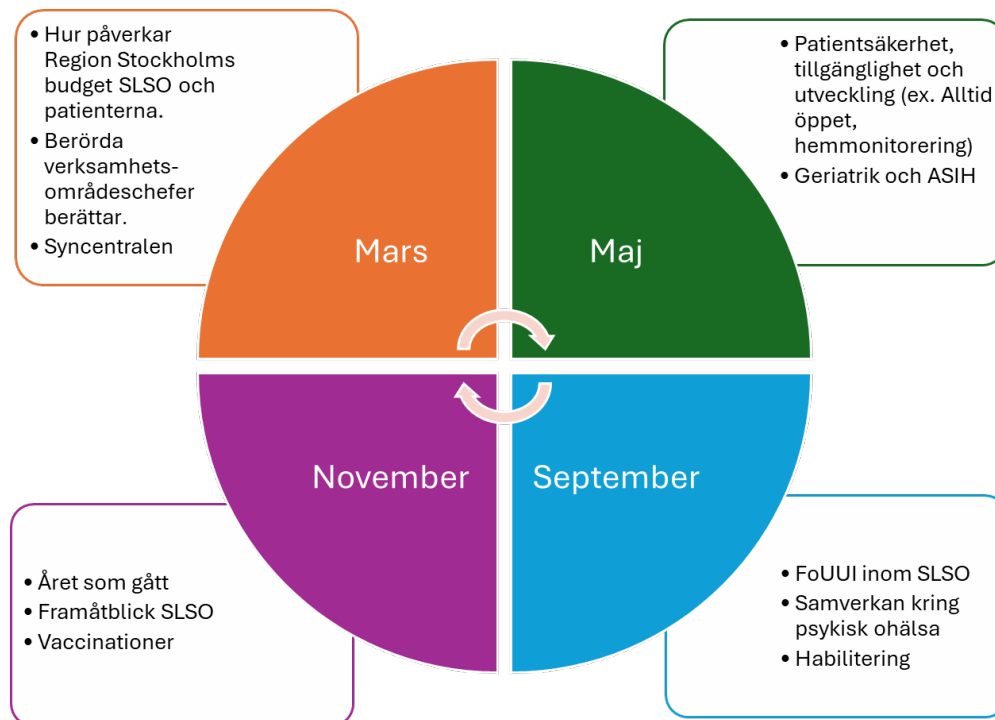 • Hur påverkar
Region Stockholms
budget SLSO och
patienterna.
• Berörda
verksamhets-
områdeschefer
berättar.
• Syncentralen
• Patientsäkerhet,
tillgänglighet och
utveckling (ex. Alltid
öppet,
hemmonitorering)
• Geriatrik och ASIH
Mars
Maj
November
September
• Året som gått
• Framåtblick SLSO
• Vaccinationer
• FoUUI inom SLSO
• Samverkan kring
psykisk ohälsa
• Habilitering